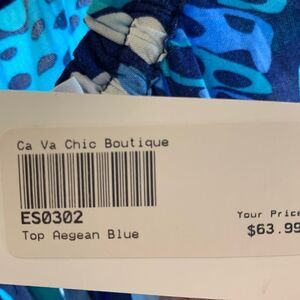 Ca Va Chic Boutique
ES0302
Your Price
Top Aegean Blue
$63.99